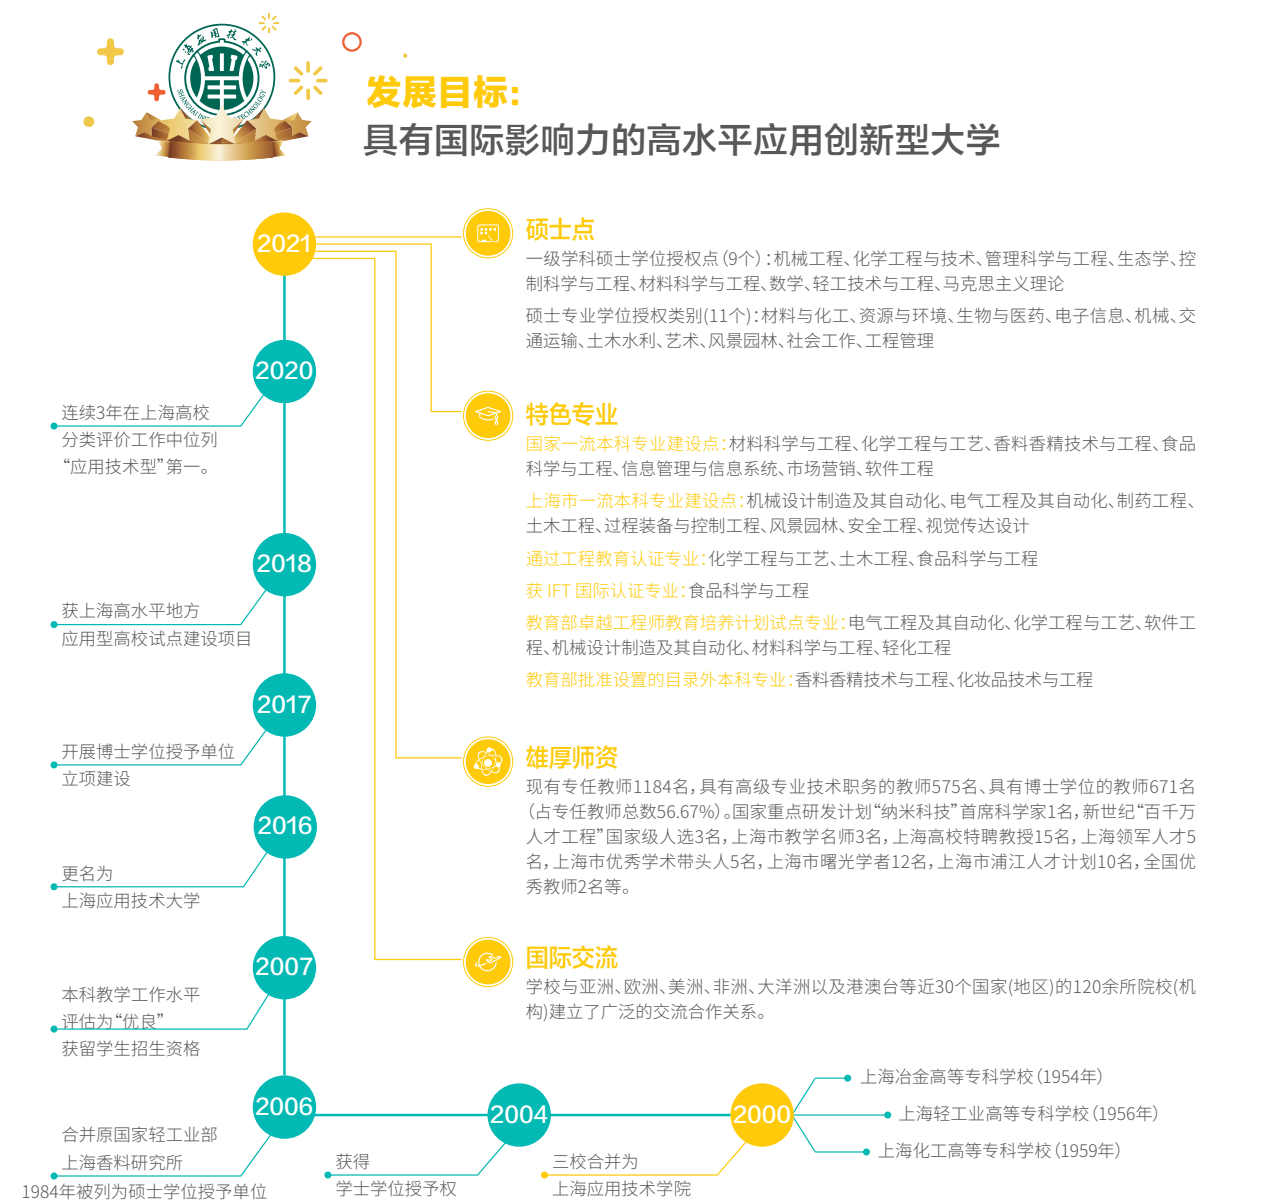 上海应用技术大学
SHANGHAI INS
TECHNOLOGY
发展目标:
具有国际影响力的高水平应用创新型大学
2021
硕士点
一级学科硕士学位授权点（9个）：机械工程、化学工程与技术、管理科学与工程、生态学、控
制科学与工程、材料科学与工程、数学、轻工技术与工程、马克思主义理论
硕士专业学位授权类别(11个)：材料与化工、资源与环境、生物与医药、电子信息、机械、交
通运输、土木水利、艺术、风景园林、社会工作、工程管理
特色专业
国家一流本科专业建设点：材料科学与工程、化学工程与工艺、香料香精技术与工程、食品
科学与工程、信息管理与信息系统、市场营销、软件工程
上海市一流本科专业建设点：机械设计制造及其自动化、电气工程及其自动化、制药工程、
土木工程、过程装备与控制工程、风景园林、安全工程、视觉传达设计
通过工程教育认证专业：化学工程与工艺、土木工程、食品科学与工程
获 IFT 国际认证专业：食品科学与工程
教育部卓越工程师教育培养计划试点专业：电气工程及其自动化、化学工程与工艺、软件工
程、机械设计制造及其自动化、材料科学与工程、轻化工程
教育部批准设置的目录外本科专业：香料香精技术与工程、化妆品技术与工程
雄厚师资
现有专任教师1184名，具有高级专业技术职务的教师575名、具有博士学位的教师671名
（占专任教师总数56.67%）。国家重点研发计划“纳米科技”首席科学家1名，新世纪“百千万
人才工程”国家级人选3名，上海市教学名师3名，上海高校特聘教授15名，上海领军人才5
名，上海市优秀学术带头人5名，上海市曙光学者12名，上海市浦江人才计划10名，全国优
秀教师2名等。
国际交流
学校与亚洲、欧洲、美洲、非洲、大洋洲以及港澳台等近30个国家(地区)的120余所院校(机
构)建立了广泛的交流合作关系。
2020
连续3年在上海高校
分类评价工作中位列
“应用技术型”第一。
2018
获上海高水平地方
应用型高校试点建设项目
2017
开展博士学位授予单位
立项建设
2016
更名为
上海应用技术大学
2007
本科教学工作水平
评估为“优良”
获留学生招生资格
2006
合并原国家轻工业部
上海香料研究所
1984年被列为硕士学位授予单位
2004
获得
学士学位授予权
2000
三校合并为
上海应用技术学院
上海冶金高等专科学校（1954年）
上海轻工业高等专科学校（1956年）
上海化工高等专科学校（1959年）